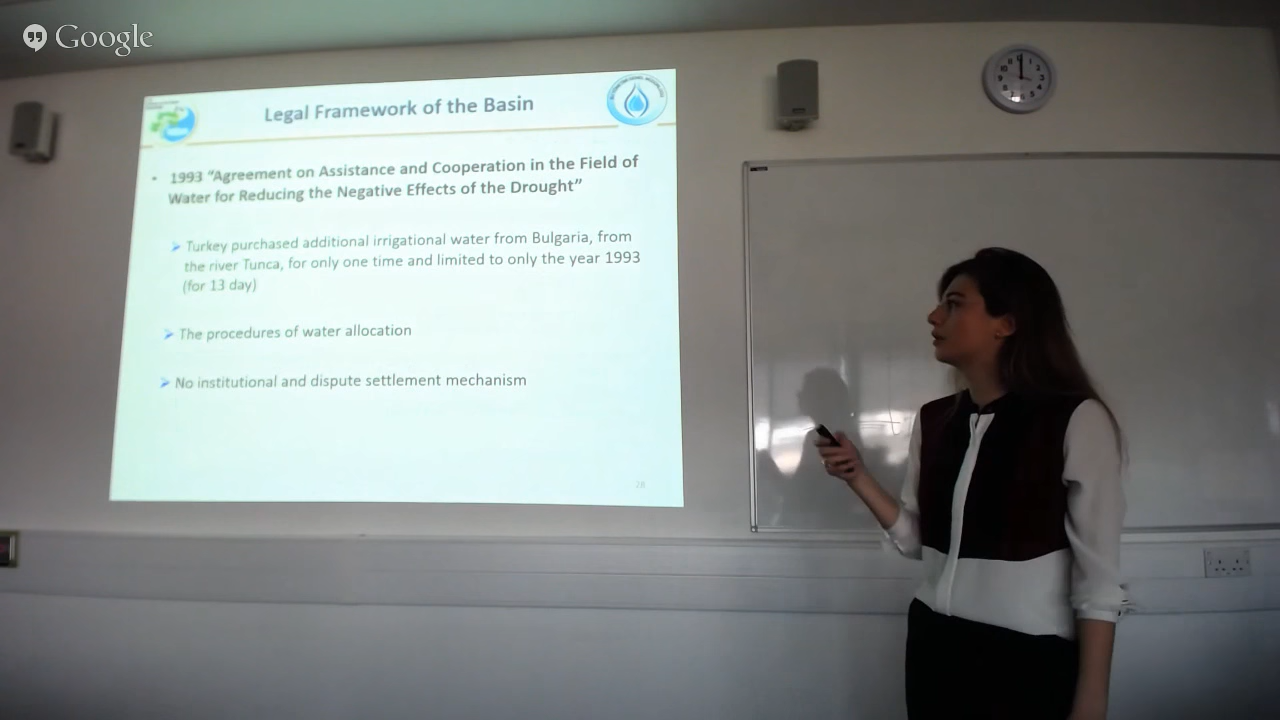 Google
Legal Framework of the Basin
• 1993 “Agreement on Assistance and Cooperation in the Field of
Water for Reducing the Negative Effects of the Drought”
Turkey purchased additional irrigational water from Bulgaria, from
the river Tunca, for only one time and limited to only the year 1993
(for 13 day)
The procedures of water allocation
No institutional and dispute settlement mechanism
28